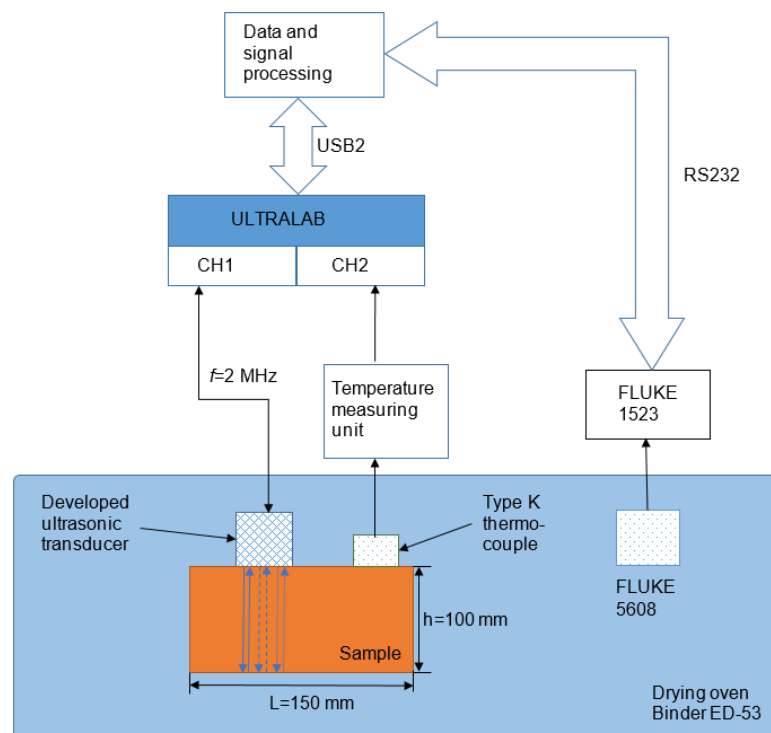 Data and
signal
processing
USB2
RS232
ULTRALAB
CH1
CH2
f=2 MHz
Temperature
measuring
unit
FLUKE
1523
Developed
ultrasonic
transducer
Type K
thermo-
couple
FLUKE
5608
h=100 mm
Sample
L=150 mm
Drying oven
Binder ED-53